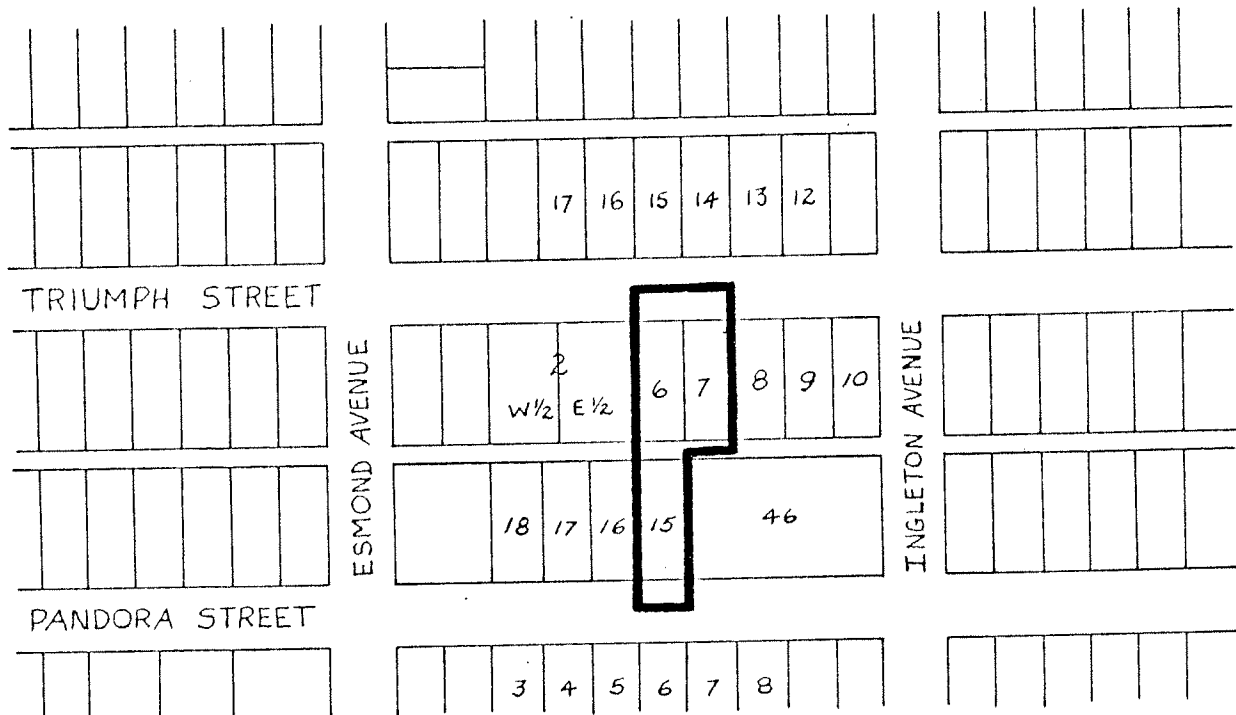 17 16 15 14 13 12
TRIUMPH STREET
ESMOND AVENUE
2
W½ E½ 6 7 8 9 10
INGLETON AVENUE
18 17 16 15 46
PANDORA STREET
3 4 5 6 7 8